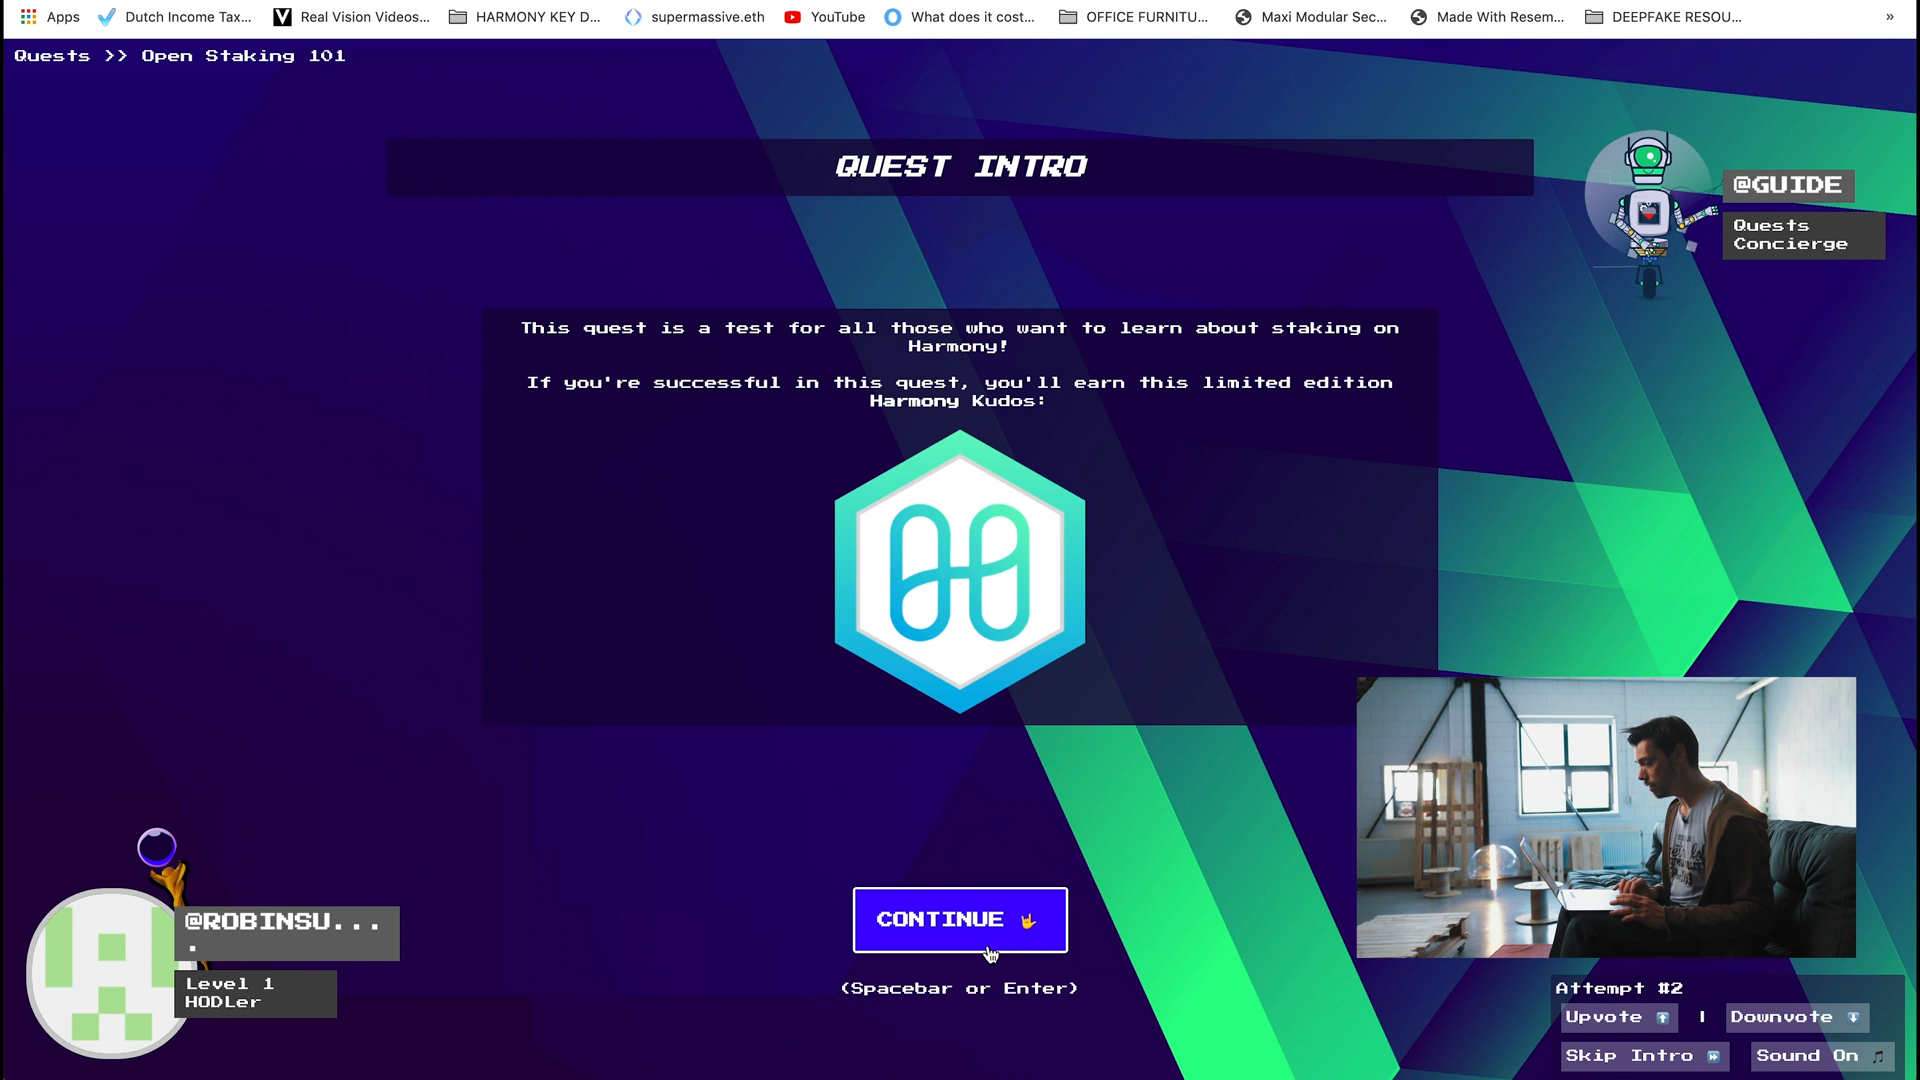 Apps Dutch Income Tax... Real Vision Videos... HARMONY KEY D... supermassive.eth YouTube What does it cost... OFFICE FURNITU... Maxi Modular Sec... Made With Resem... DEEPFAKE RESOU... »
Quests >> Open Staking 101
QUEST INTRO
@GUIDE
Quests
Concierge
This quest is a test for all those who want to learn about staking on
Harmony!
If you're successful in this quest, you'll earn this limited edition
Harmony Kudos:
CONTINUE
(Spacebar or Enter)
@ROBINSU...
.
Level 1
HODLer
Attempt #2
Upvote | Downvote
Skip Intro Sound On